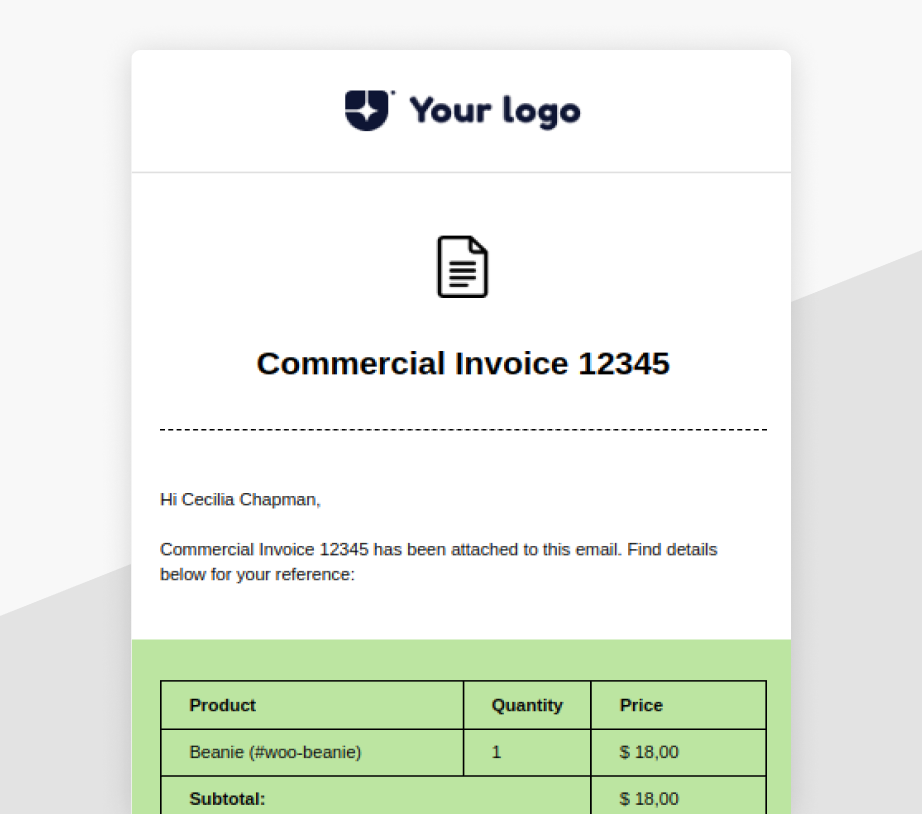 Your logo
Commercial Invoice 12345
Hi Cecilia Chapman,
Commercial Invoice 12345 has been attached to this email. Find details
below for your reference:
Product Quantity Price
Beanie (#woo-beanie) 1 $ 18,00
Subtotal: $ 18,00